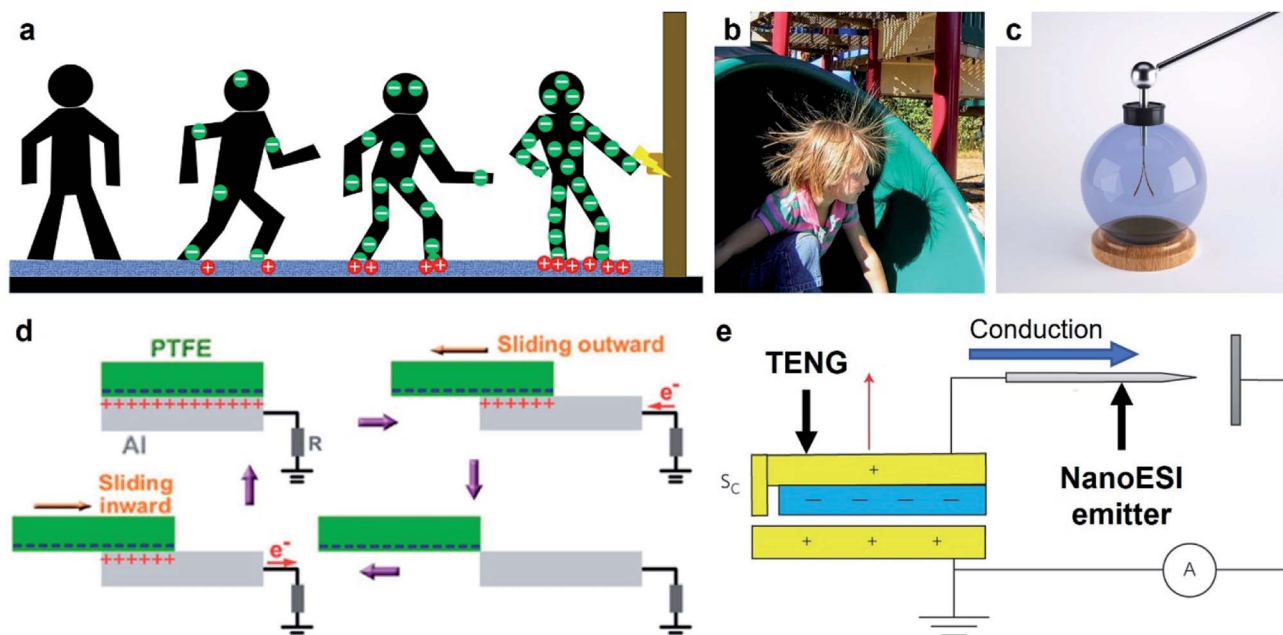 a
b
c
d
PTFE
Al
R
Sliding outward
e-
Sliding
inward
e-
e
TENG
Conduction
SC
NanoESI
emitter
A